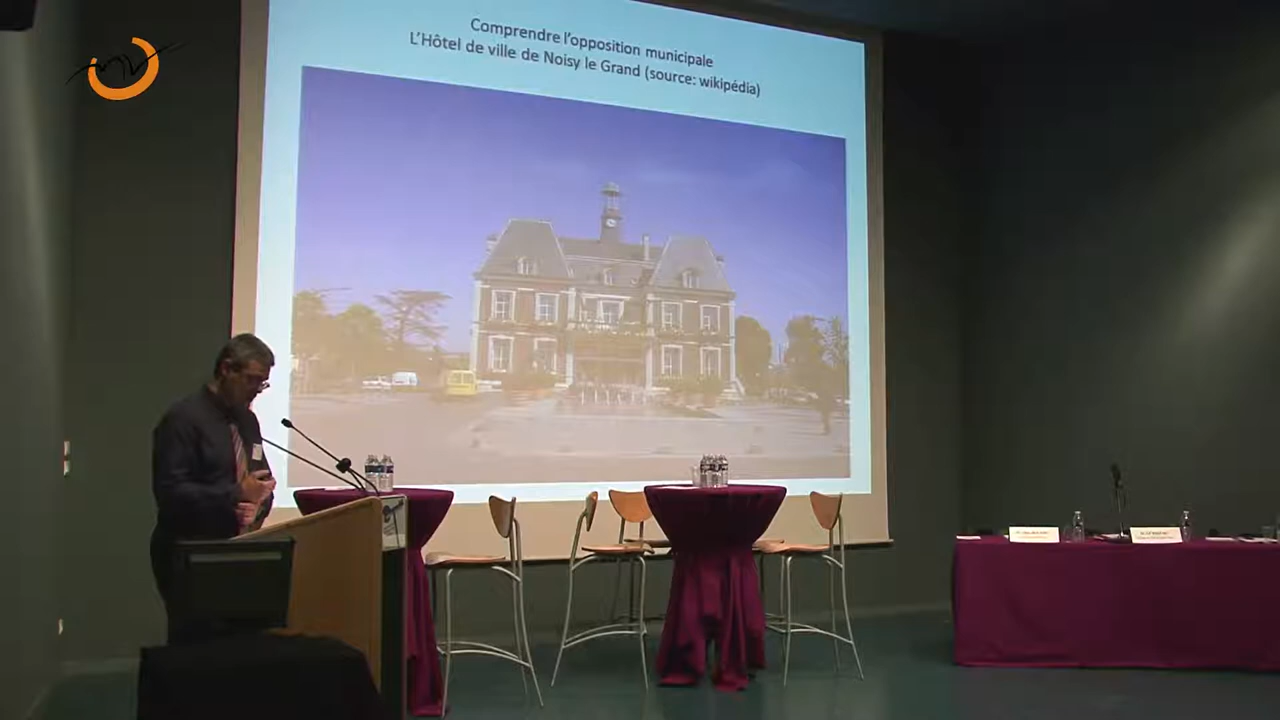 Comprendre l'opposition municipale
L'Hôtel de ville de Noisy le Grand (source: wikipédia)